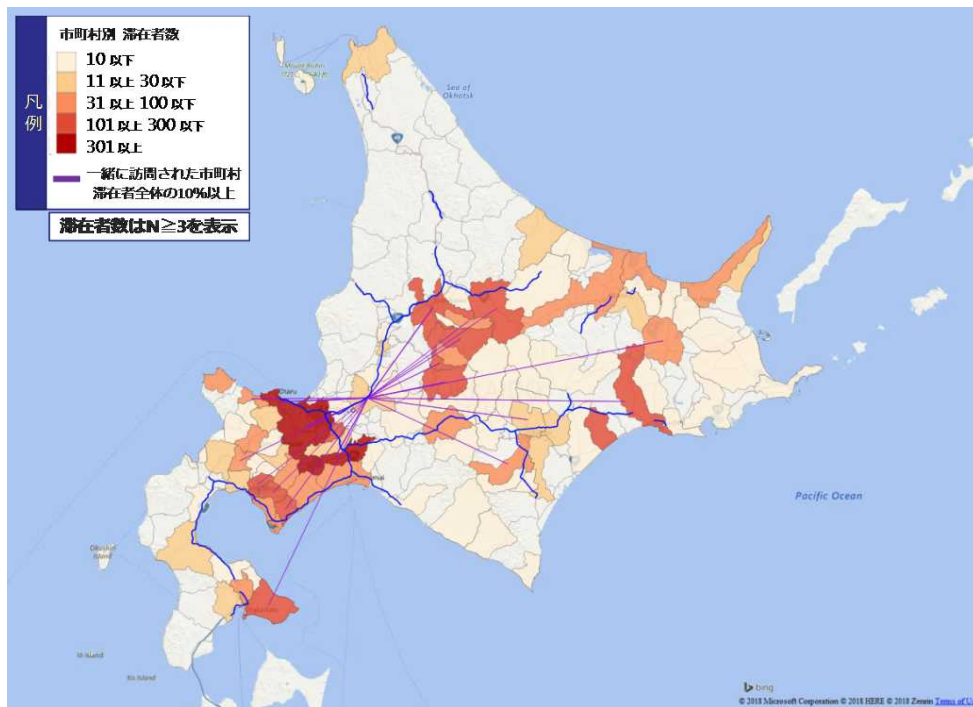 凡例
市町村別 滞在者数
10 以下
11 以上 30 以下
31 以上 100 以下
101 以上 300 以下
301 以上
一緒に訪問された市町村
滞在者全体の10%以上
滞在者数はN≧3を表示
Sea of
Okhotsk
Otaru
Pacific Ocean
bing
© 2018 Microsoft Corporation © 2018 HERE © 2018 Zenrin Terms of U